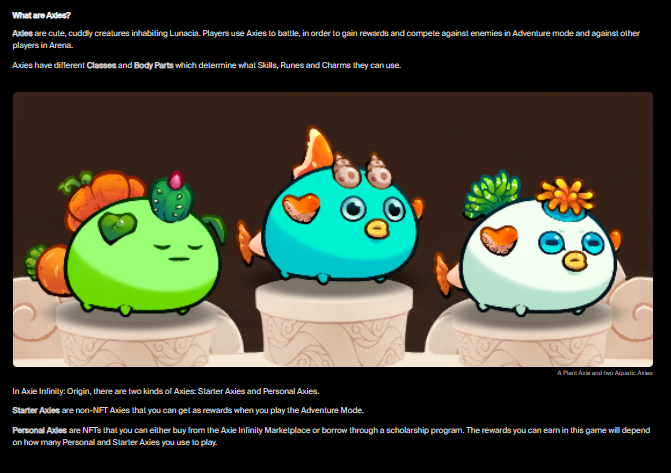 What are Axies?
Axies are cute, cuddly creatures inhabiting Lunacia. Players use Axies to battle, in order to gain rewards and compete against enemies in Adventure mode and against other
players in Arena.
Axies have different Classes and Body Parts which determine what Skills, Runes and Charms they can use.
A Plant Axie and two Aquatic Axies
In Axie Infinity: Origin, there are two kinds of Axies: Starter Axies and Personal Axies.
Starter Axies are non-NFT Axies that you can get as rewards when you play the Adventure Mode.
Personal Axies are NFTs that you can either buy from the Axie Infinity Marketplace or borrow through a scholarship program. The rewards you can earn in this game will depend
on how many Personal and Starter Axies you use to play.